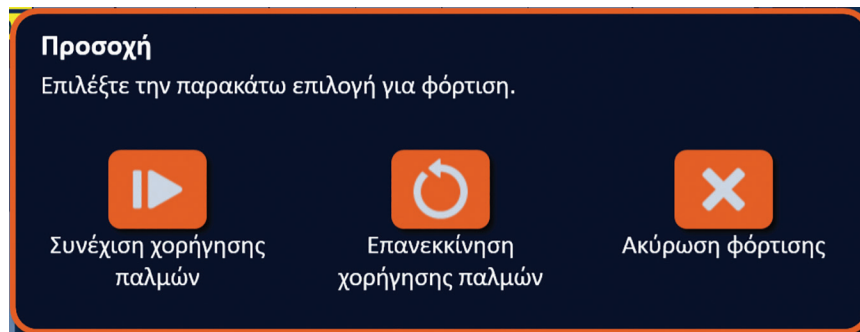 Προσοχή
Επιλέξτε την παρακάτω επιλογή για φόρτιση.
Συνέχιση χορήγησης
παλμών
Επανεκκίνηση
χορήγησης παλμών
Ακύρωση φόρτισης